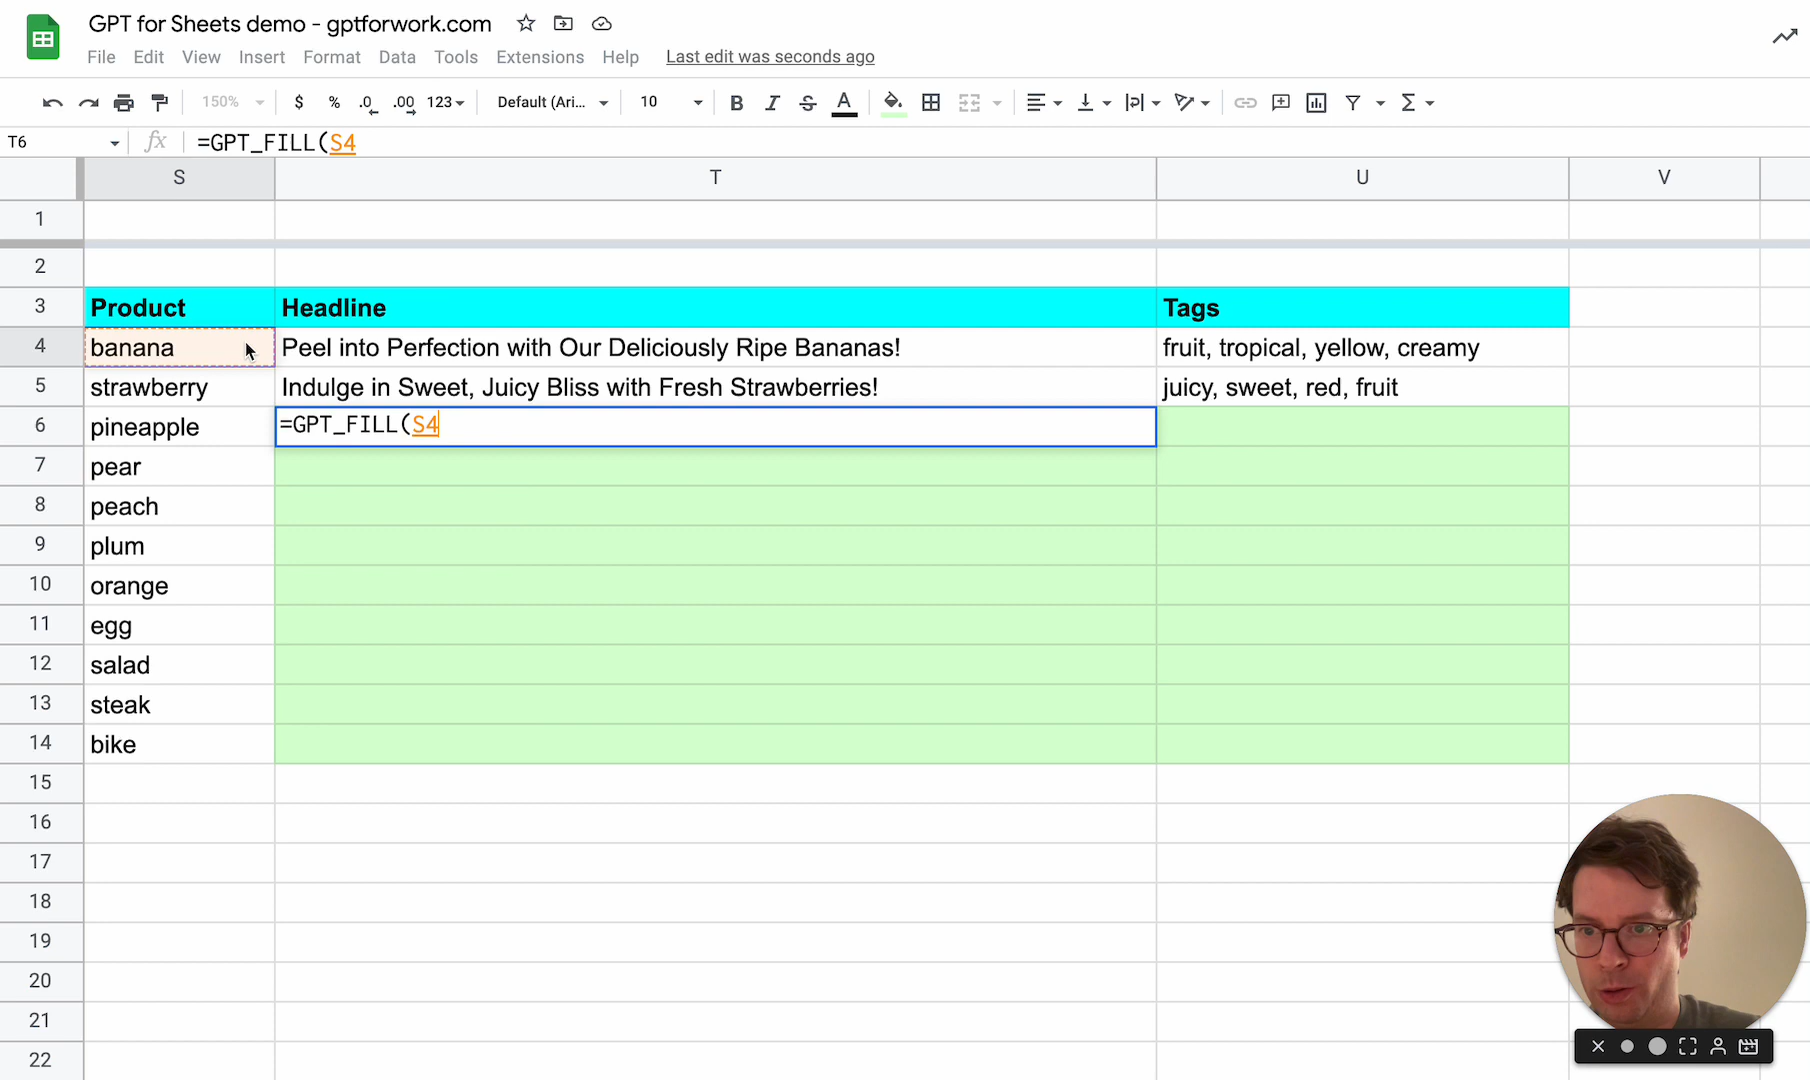 GPT for Sheets demo - gptforwork.com
File Edit View Insert Format Data Tools Extensions Help Last edit was seconds ago
150% $ % .0 .00 123 Default (Ari... 10 B I S A Σ
T6 fx =GPT_FILL(S4
S T U V
1
2
3 Product Headline Tags
4 banana Peel into Perfection with Our Deliciously Ripe Bananas! fruit, tropical, yellow, creamy
5 strawberry Indulge in Sweet, Juicy Bliss with Fresh Strawberries! juicy, sweet, red, fruit
6 pineapple =GPT_FILL(S4
7 pear
8 peach
9 plum
10 orange
11 egg
12 salad
13 steak
14 bike
15
16
17
18
19
20
21
22